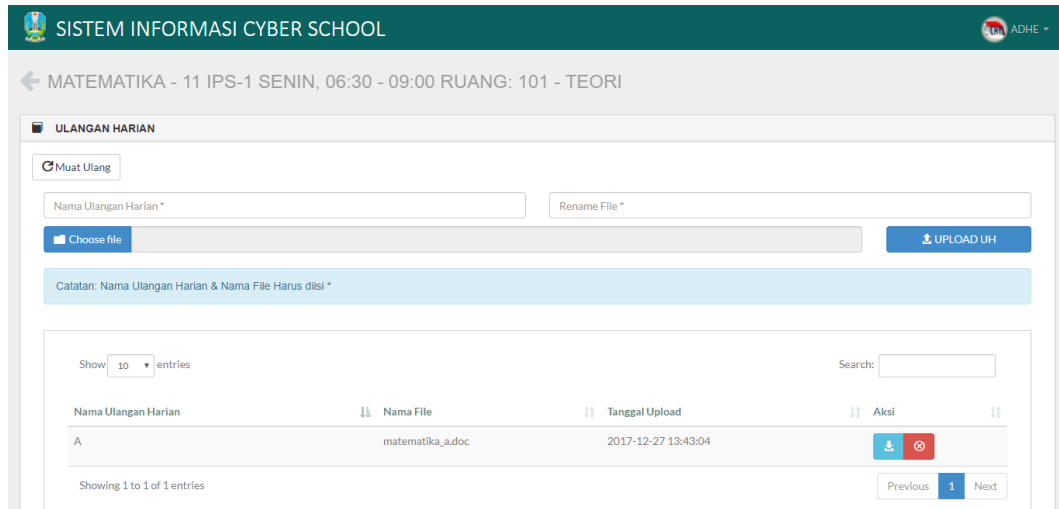 SISTEM INFORMASI CYBER SCHOOL ADHE
MATEMATIKA - 11 IPS-1 SENIN, 06:30 - 09:00 RUANG: 101 - TEORI
ULANGAN HARIAN
Muat Ulang
Nama Ulangan Harian * Rename File *
Choose file UPLOAD UH
Catatan: Nama Ulangan Harian & Nama File Harus diisi *
Show 10 entries Search:
Nama Ulangan Harian Nama File Tanggal Upload Aksi
A matematika_a.doc 2017-12-27 13:43:04
Showing 1 to 1 of 1 entries Previous 1 Next